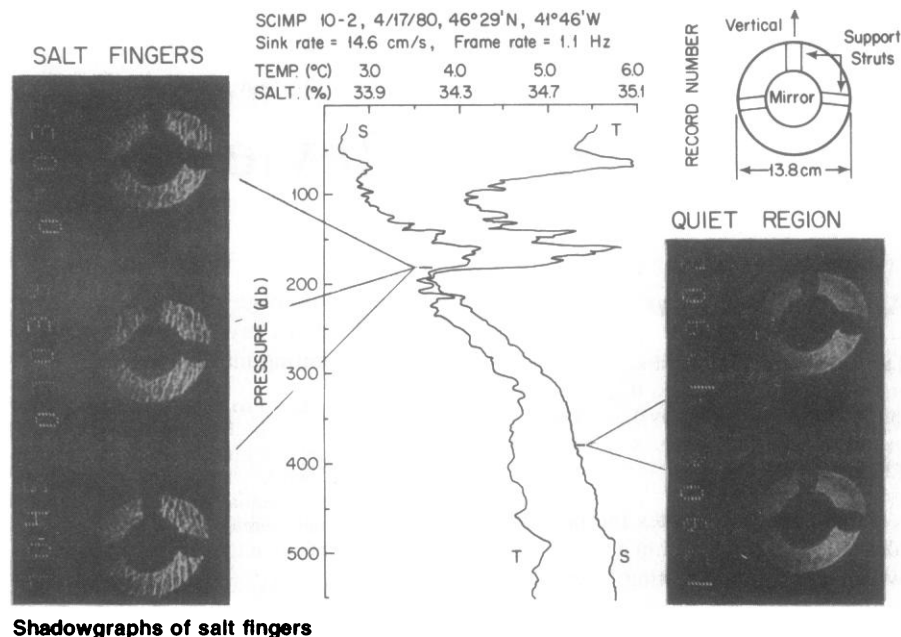 SCIMP 10-2, 4/17/80, 46°29'N, 41°46'W
Sink rate = 14.6 cm/s, Frame rate = 1.1 Hz
SALT FINGERS
TEMP. (°C) 3.0 4.0 5.0 6.0
SALT. (%) 33.9 34.3 34.7 35.1
S
T
100
200
300
400
500
PRESSURE (db)
T
S
RECORD NUMBER
Vertical
Support
Struts
Mirror
13.8cm
QUIET REGION
Shadowgraphs of salt fingers